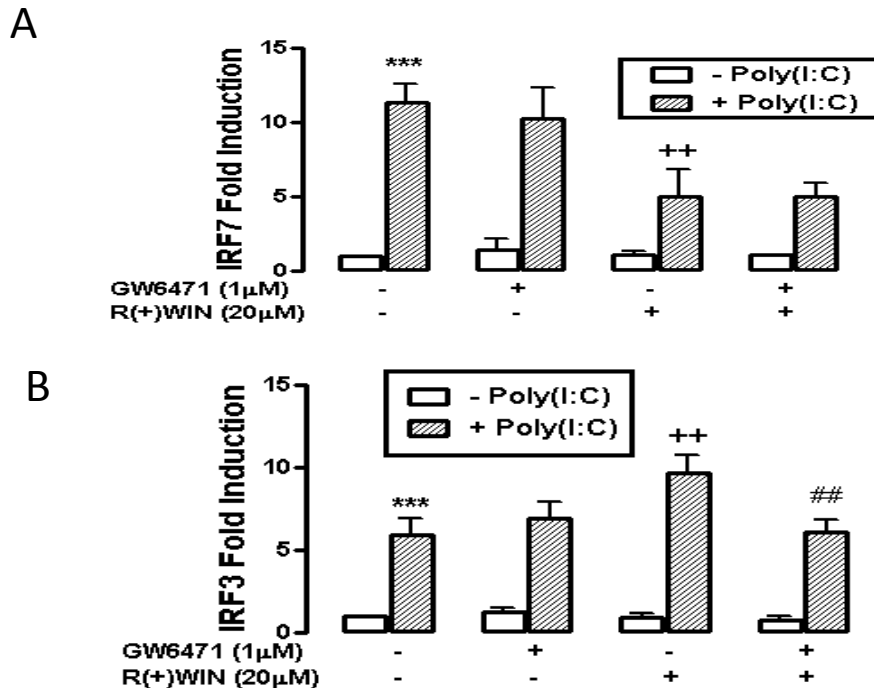 A
IRF7 Fold Induction
15
10
5
0
***
++
- Poly(I:C)
+ Poly(I:C)
GW6471 (1μM) - + - +
R(+)WIN (20μM) - - + +
B
IRF3 Fold Induction
15
10
5
0
- Poly(I:C)
+ Poly(I:C)
***
++
##
GW6471 (1μM) - + - +
R(+)WIN (20μM) - - + +